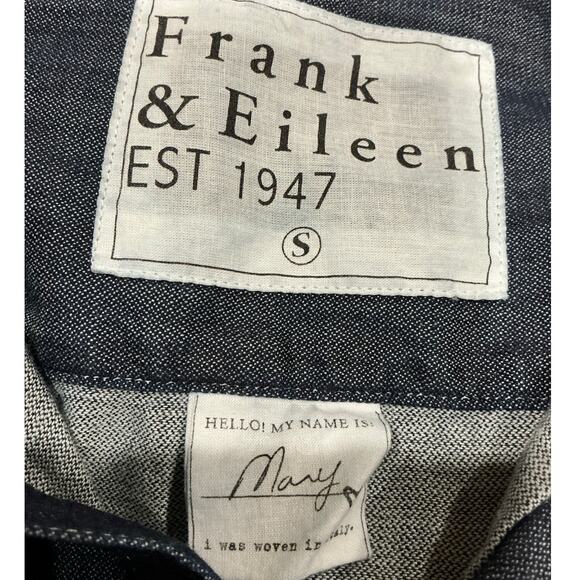 Frank
& Eileen
EST 1947
S
HELLO! MY NAME IS:
Mary
i was woven in